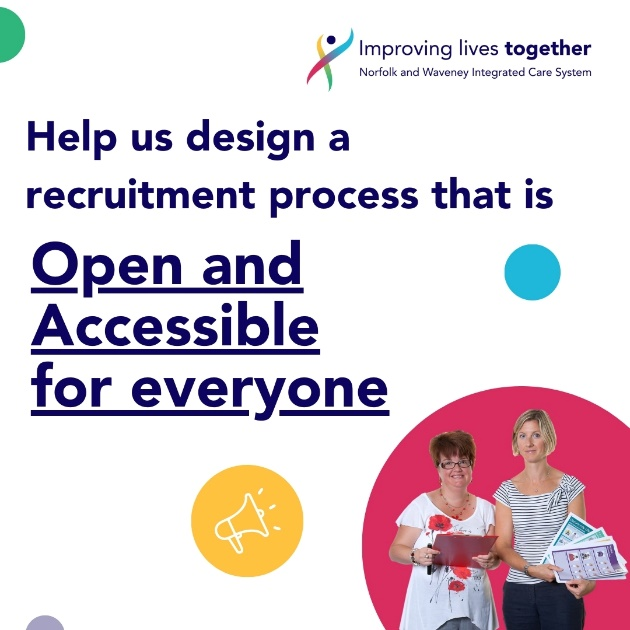 Improving lives together
Norfolk and Waveney Integrated Care System
Help us design a
recruitment process that is
Open and
Accessible
for everyone